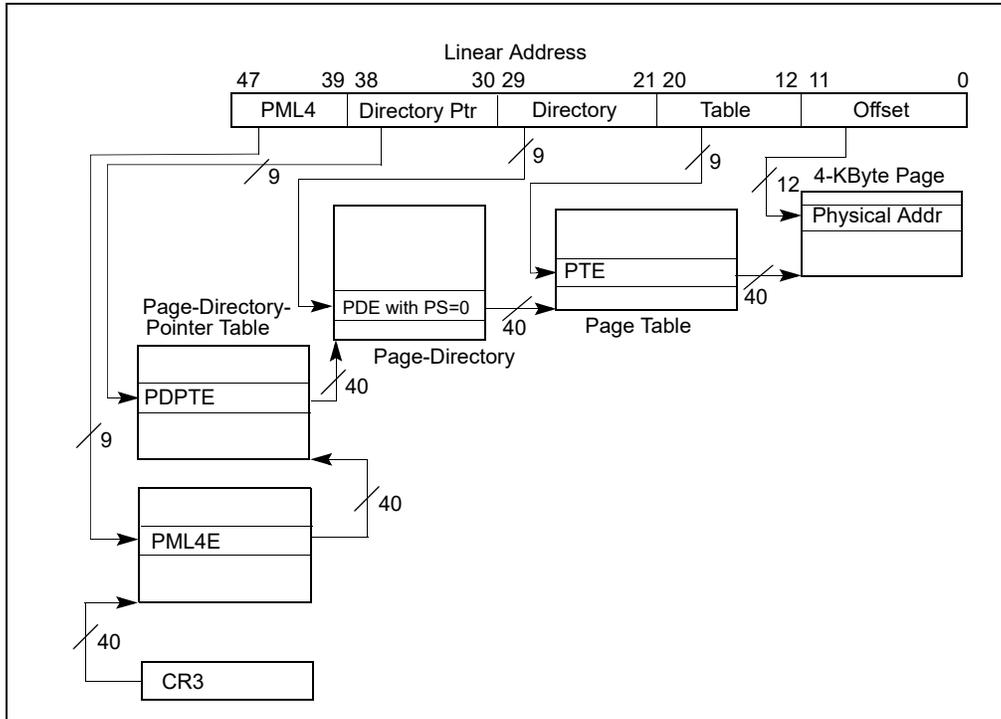 Linear Address
47 39 38 30 29 21 20 12 11 0
PML4 Directory Ptr Directory Table Offset
9
9
9
12
4-KByte Page
Physical Addr
PTE
40
Page Table
PDE with PS=0
40
Page-Directory
Page-Directory-
Pointer Table
40
PDPTE
9
40
PML4E
40
CR3